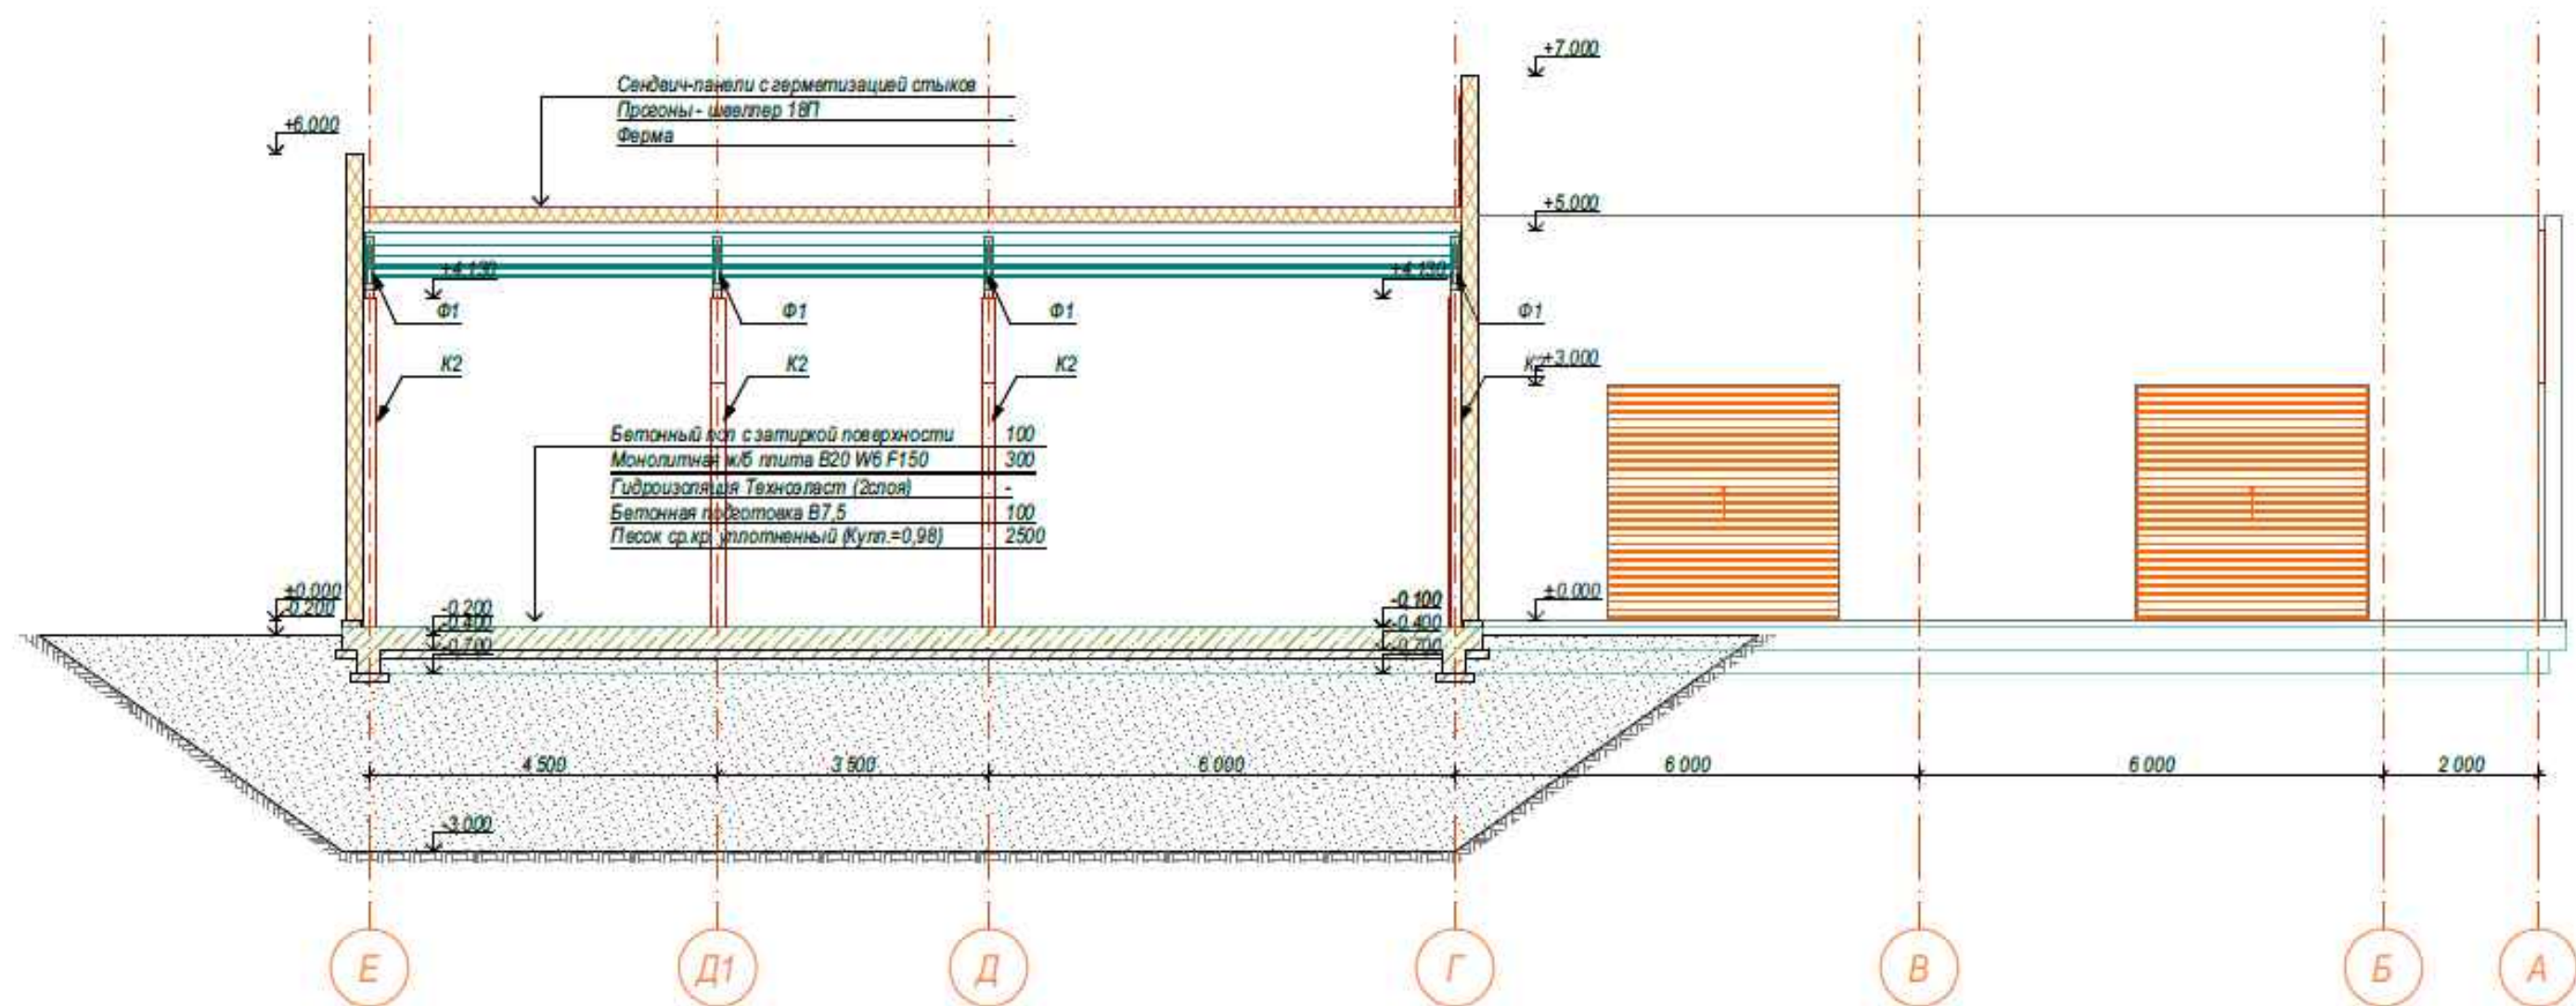 +7,000
Сендвич-панели с герметизацией стыков
Прогоны - швеллер 18П -
Ферма -
+6,000
+5,000
+4,130
+4,130
Ф1
Ф1
Ф1
Ф1
К2
К2
К2
К2
+3,000
Бетонный пол с затиркой поверхности 100
Монолитная ж/б плита В20 W6 F150 300
Гидроизоляция Техноэласт (2слоя) -
Бетонная подготовка В7,5 100
Песок ср.кр. уплотненный (Купл.=0,98) 2500
±0,000
-0,200
-0,200
-0,400
-0,700
-0,100
-0,400
-0,700
±0,000
4 500
3 500
6 000
6 000
6 000
2 000
-3,000
Е
Д1
Д
Г
В
Б
А